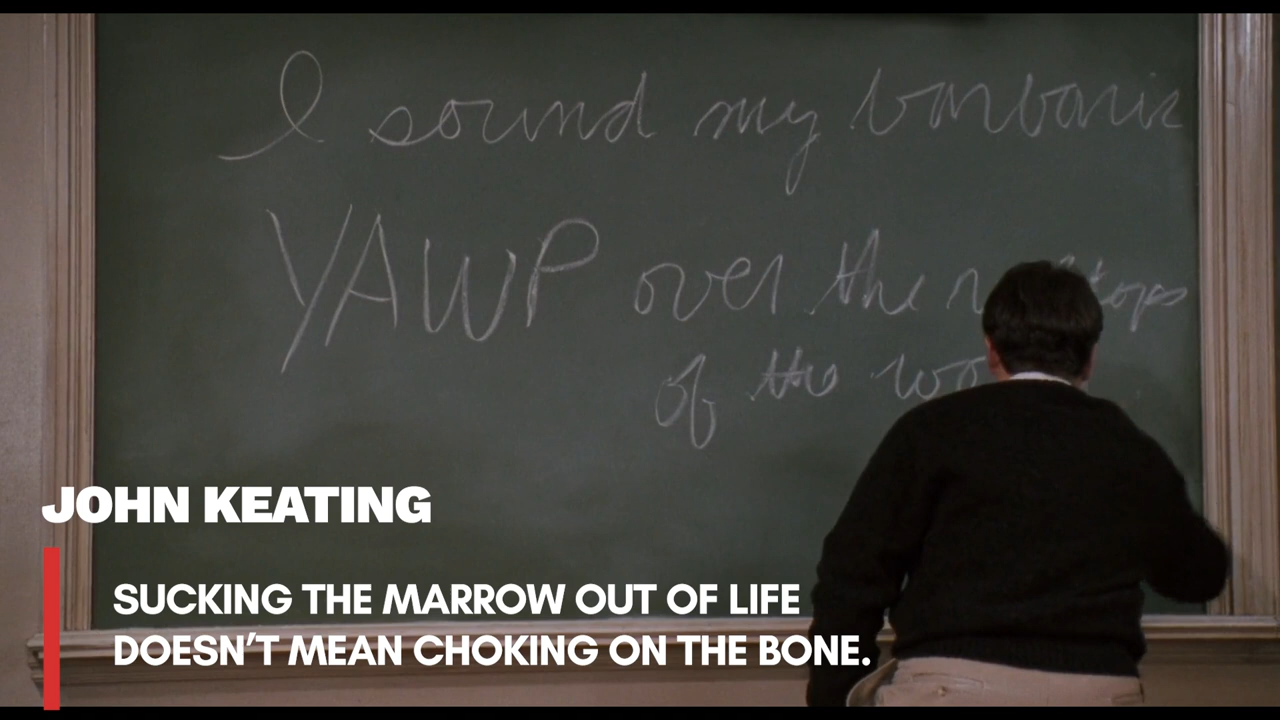 I sound my barbaric
YAWP over the
of the
JOHN KEATING
SUCKING THE MARROW OUT OF LIFE
DOESN'T MEAN CHOKING ON THE BONE.